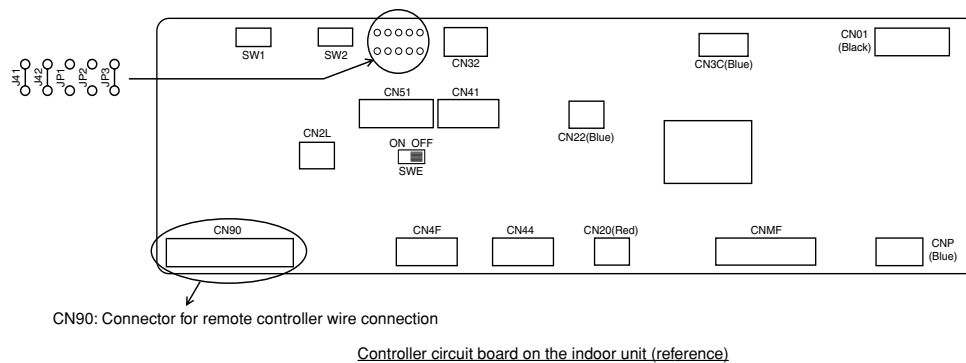 SW1
SW2
CN32
CN3C(Blue)
CN01
(Black)
J41
J42
JP1
JP2
JP3
CN51
CN41
CN22(Blue)
CN2L
ON OFF
SWE
CN90
CN4F
CN44
CN20(Red)
CNMF
CNP
(Blue)
CN90: Connector for remote controller wire connection
Controller circuit board on the indoor unit (reference)